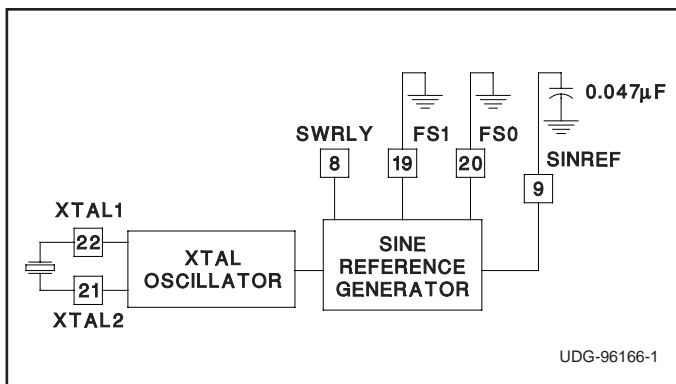 0.047µF
SWRLY FS1 FS0
SINREF
8 19 20
9
XTAL1
22
XTAL
OSCILLATOR
SINE
REFERENCE
GENERATOR
21
XTAL2
UDG-96166-1